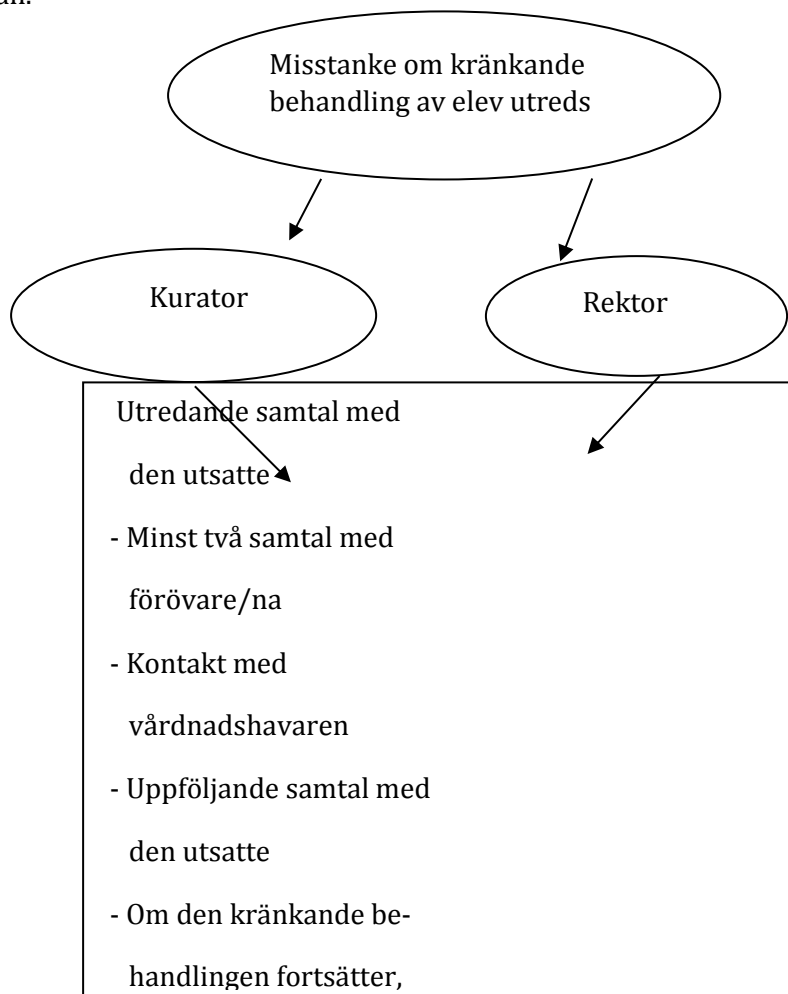 Misstanke om kränkande
behandling av elev utreds
Kurator
Rektor
Utredande samtal med
den utsatte
- Minst två samtal med
förövare/na
- Kontakt med
vårdnadshavaren
- Uppföljande samtal med
den utsatte
- Om den kränkande be-
handlingen fortsätter,